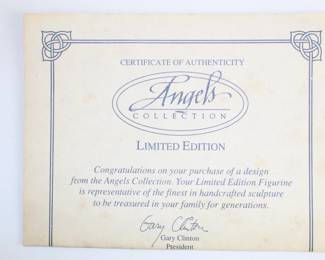 CERTIFICATE OF AUTHENTICITY
Angels
COLLECTION
LIMITED EDITION
Congratulations on your purchase of a design
from the Angels Collection. Your Limited Edition Figurine
is representative of the finest in handcrafted sculpture
to be treasured in your family for generations.
Gary Clinton
Gary Clinton
President